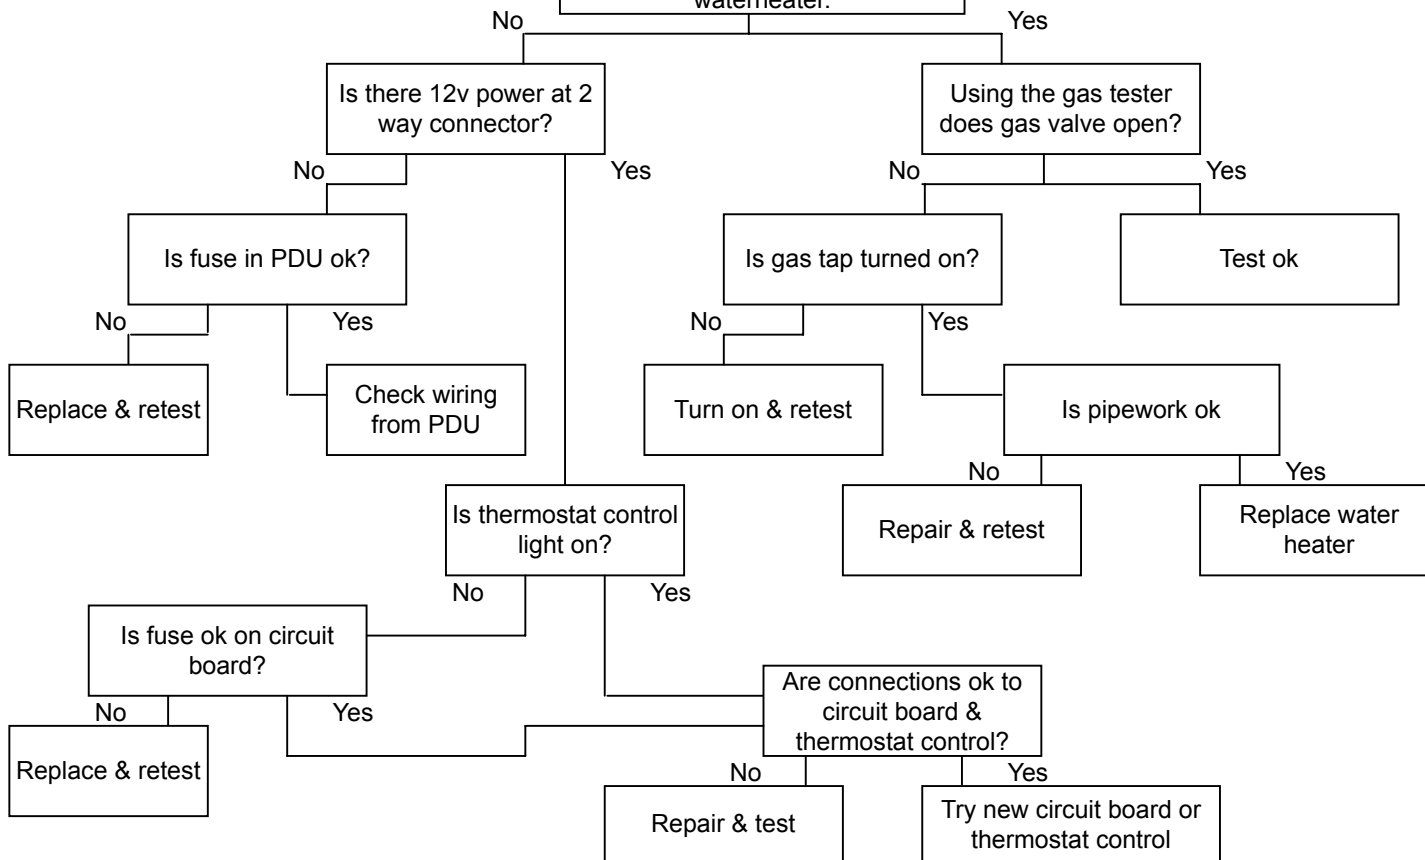 waterheater.
No
Yes
Is there 12v power at 2
way connector?
Using the gas tester
does gas valve open?
No
Yes
No
Yes
Is fuse in PDU ok?
Is gas tap turned on?
Test ok
No
Yes
No
Yes
Replace & retest
Check wiring
from PDU
Turn on & retest
Is pipework ok
No
Yes
Is thermostat control
light on?
Repair & retest
Replace water
heater
No
Yes
Is fuse ok on circuit
board?
Are connections ok to
circuit board &
thermostat control?
No
Yes
Replace & retest
No
Yes
Repair & test
Try new circuit board or
thermostat control